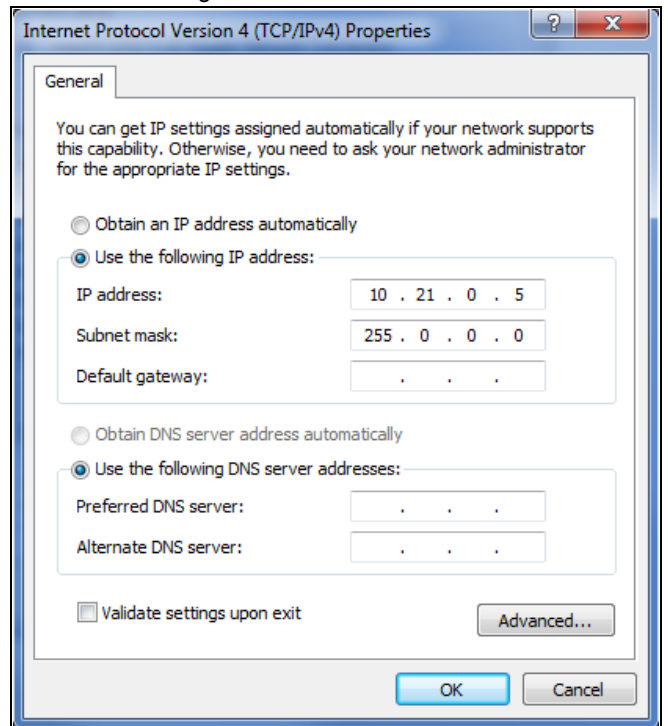 Internet Protocol Version 4 (TCP/IPv4) Properties
General
You can get IP settings assigned automatically if your network supports
this capability. Otherwise, you need to ask your network administrator
for the appropriate IP settings.
Obtain an IP address automatically
Use the following IP address:
IP address: 10 . 21 . 0 . 5
Subnet mask: 255 . 0 . 0 . 0
Default gateway: . . .
Obtain DNS server address automatically
Use the following DNS server addresses:
Preferred DNS server: . . .
Alternate DNS server: . . .
Validate settings upon exit
Advanced...
OK Cancel